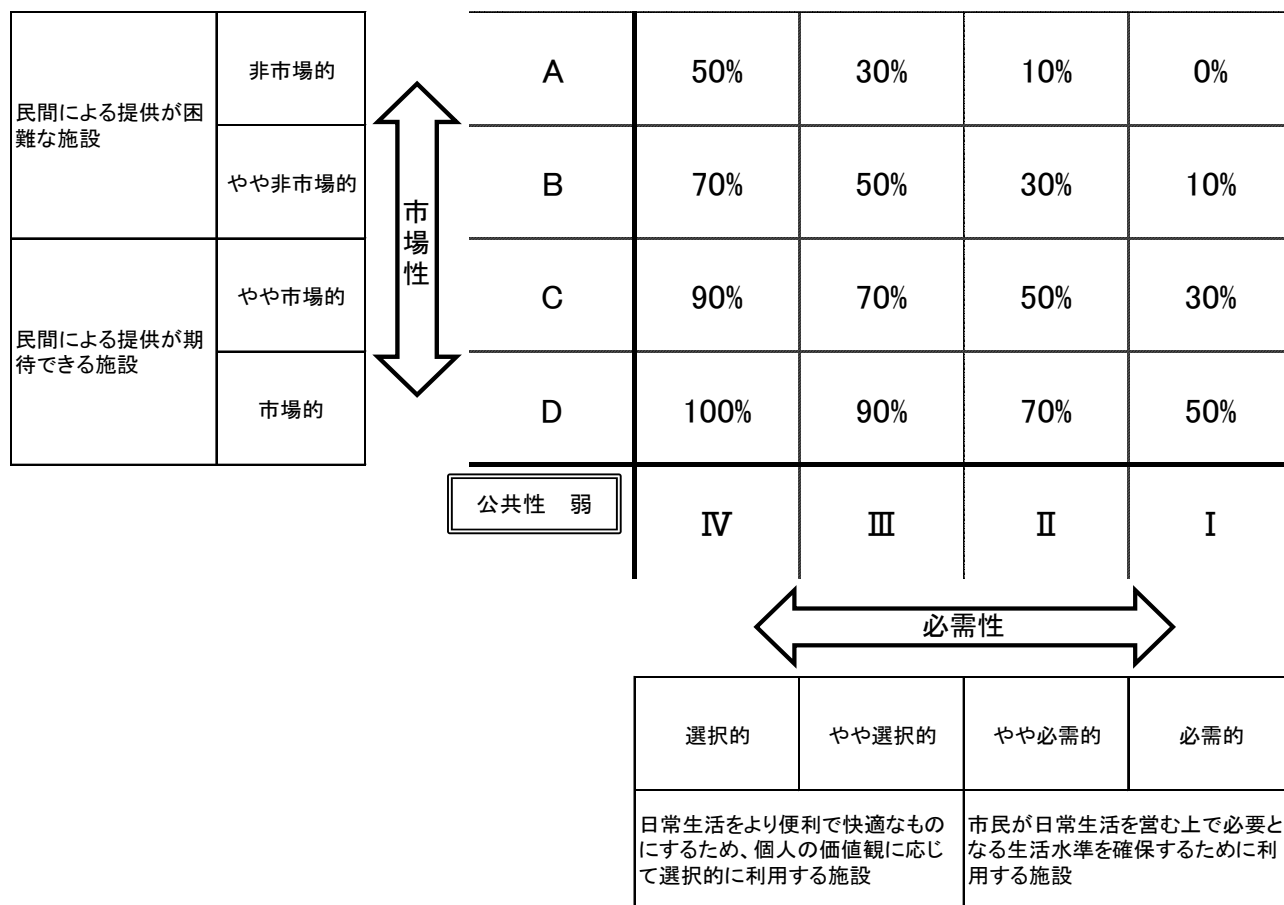 民間による提供が困
難な施設
非市場的
やや非市場的
民間による提供が期
待できる施設
やや市場的
市場的
市場性
A 50% 30% 10% 0%
B 70% 50% 30% 10%
C 90% 70% 50% 30%
D 100% 90% 70% 50%
公共性 弱
Ⅳ Ⅲ Ⅱ Ⅰ
必需性
選択的 やや選択的 やや必需的 必需的
日常生活をより便利で快適なもの
にするため、個人の価値観に応じ
て選択的に利用する施設
市民が日常生活を営む上で必要と
なる生活水準を確保するために利
用する施設